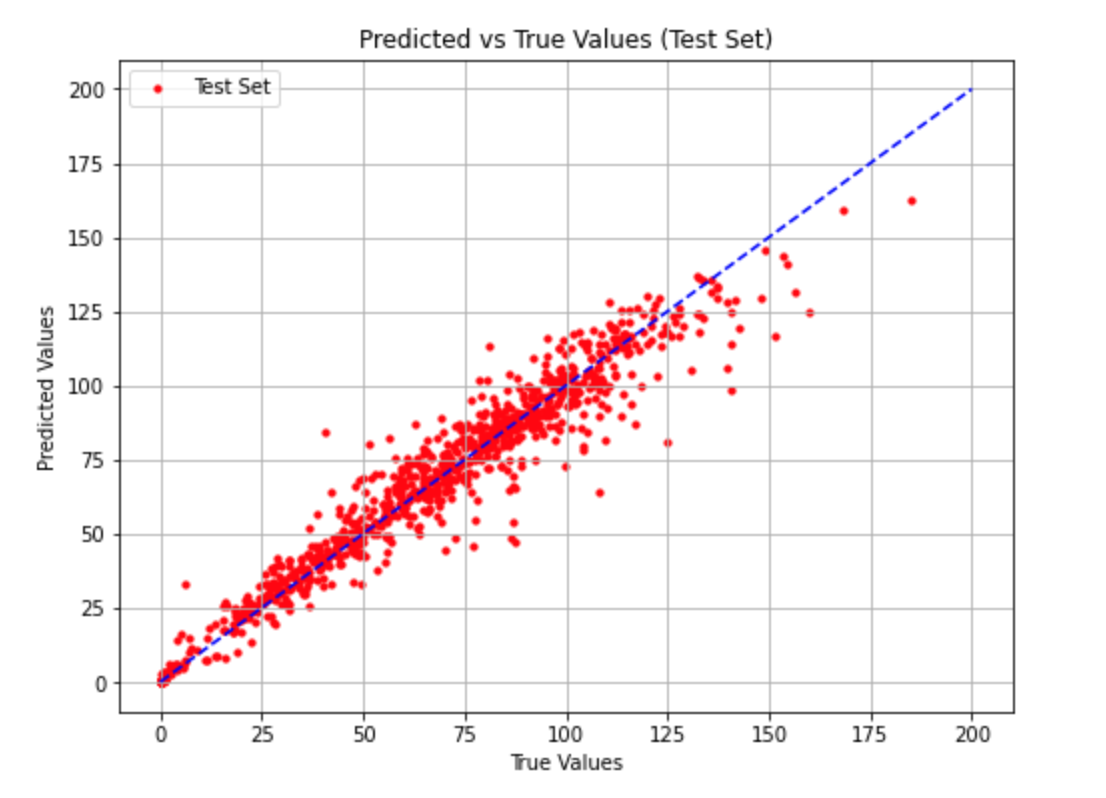 Predicted vs True Values (Test Set)
Test Set
200
175
150
125
100
75
50
25
0
Predicted Values
0 25 50 75 100 125 150 175 200
True Values